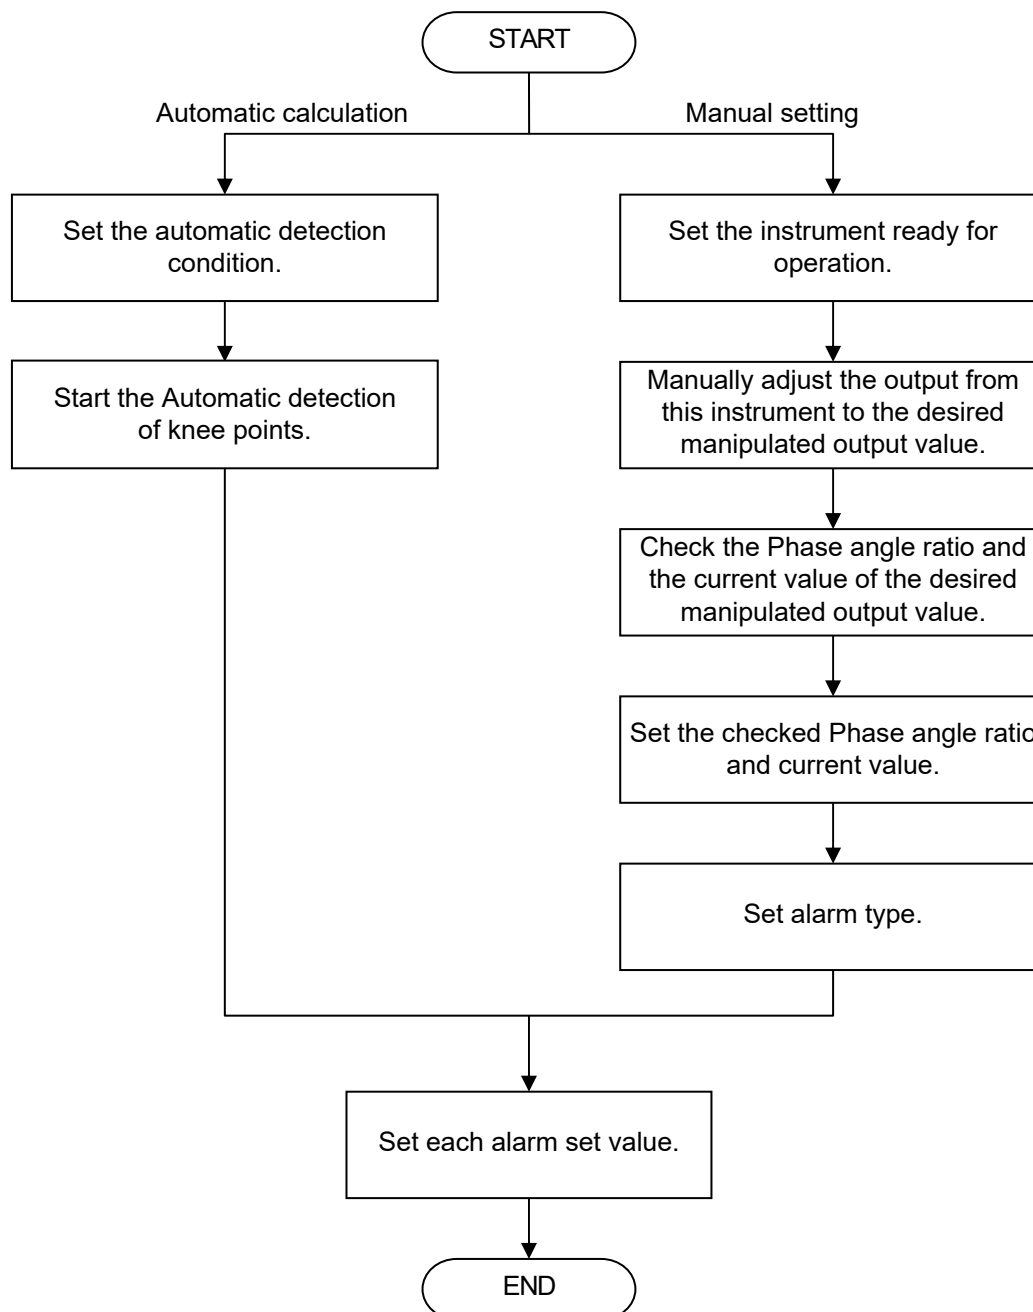 START
Automatic calculation
Manual setting
Set the automatic detection
condition.
Start the Automatic detection
of knee points.
Set the instrument ready for
operation.
Manually adjust the output from
this instrument to the desired
manipulated output value.
Check the Phase angle ratio and
the current value of the desired
manipulated output value.
Set the checked Phase angle ratio
and current value.
Set alarm type.
Set each alarm set value.
END